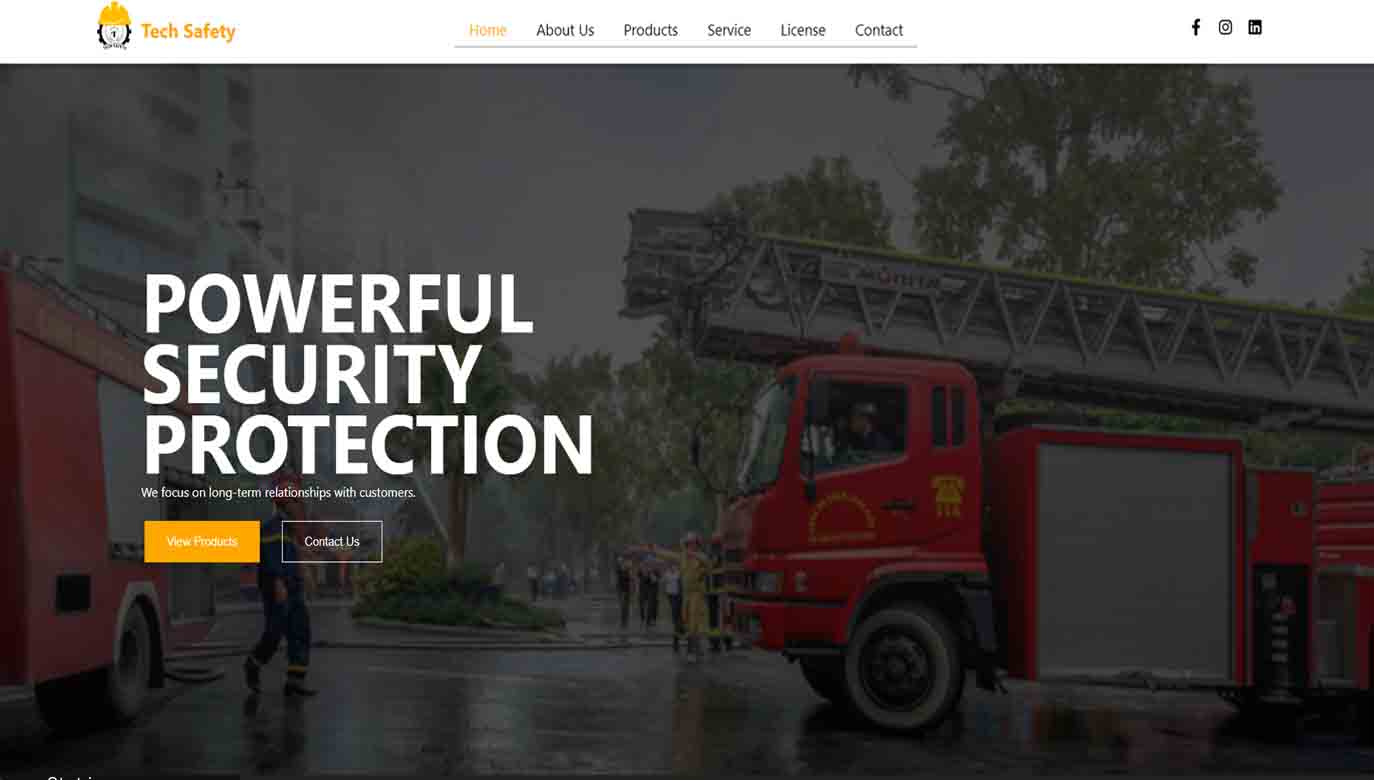 Tech Safety
Home
About Us
Products
Service
License
Contact
POWERFUL
SECURITY
PROTECTION
We focus on long-term relationships with customers.
View Products
Contact Us
MORITA